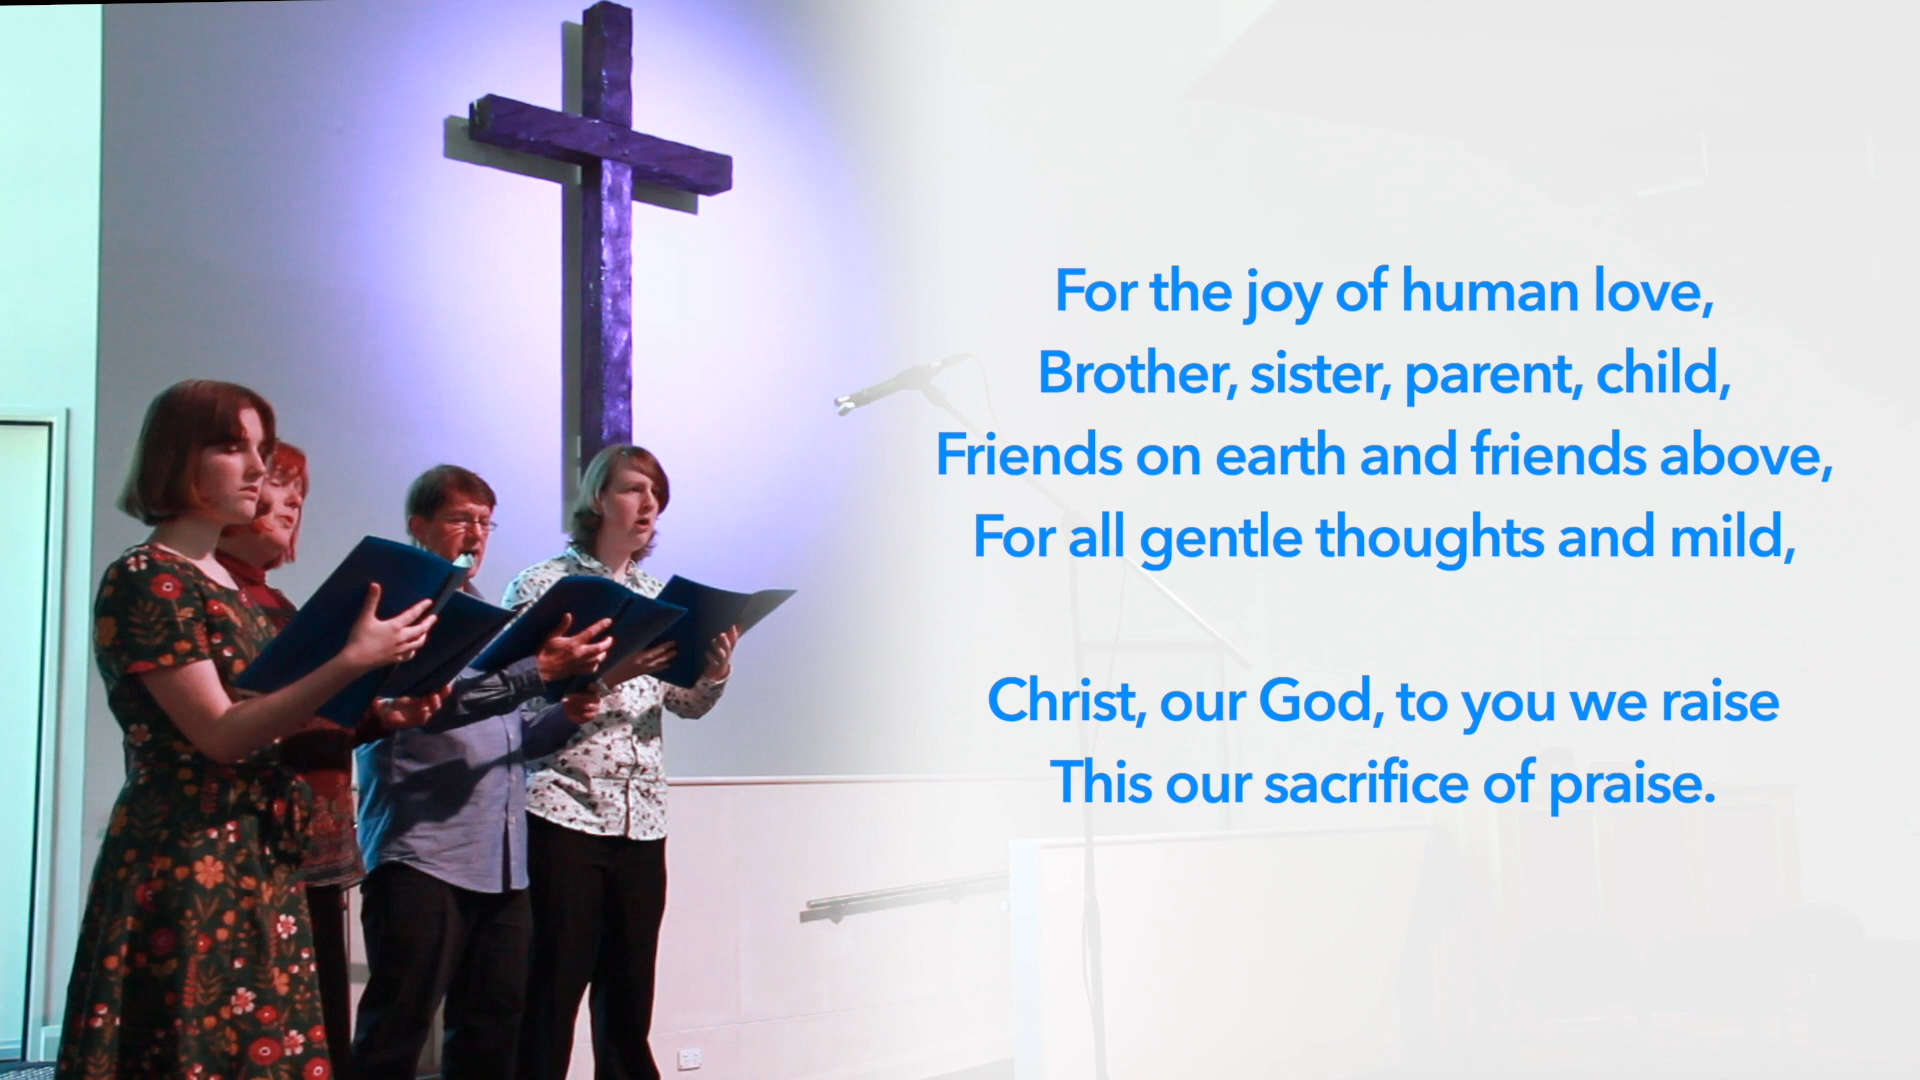 For the joy of human love,
Brother, sister, parent, child,
Friends on earth and friends above,
For all gentle thoughts and mild,
Christ, our God, to you we raise
This our sacrifice of praise.